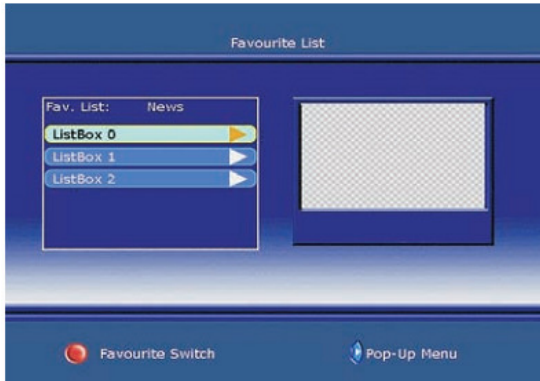 Favourite List
Fav. List: News
ListBox 0
ListBox 1
ListBox 2
Favourite Switch
Pop-Up Menu